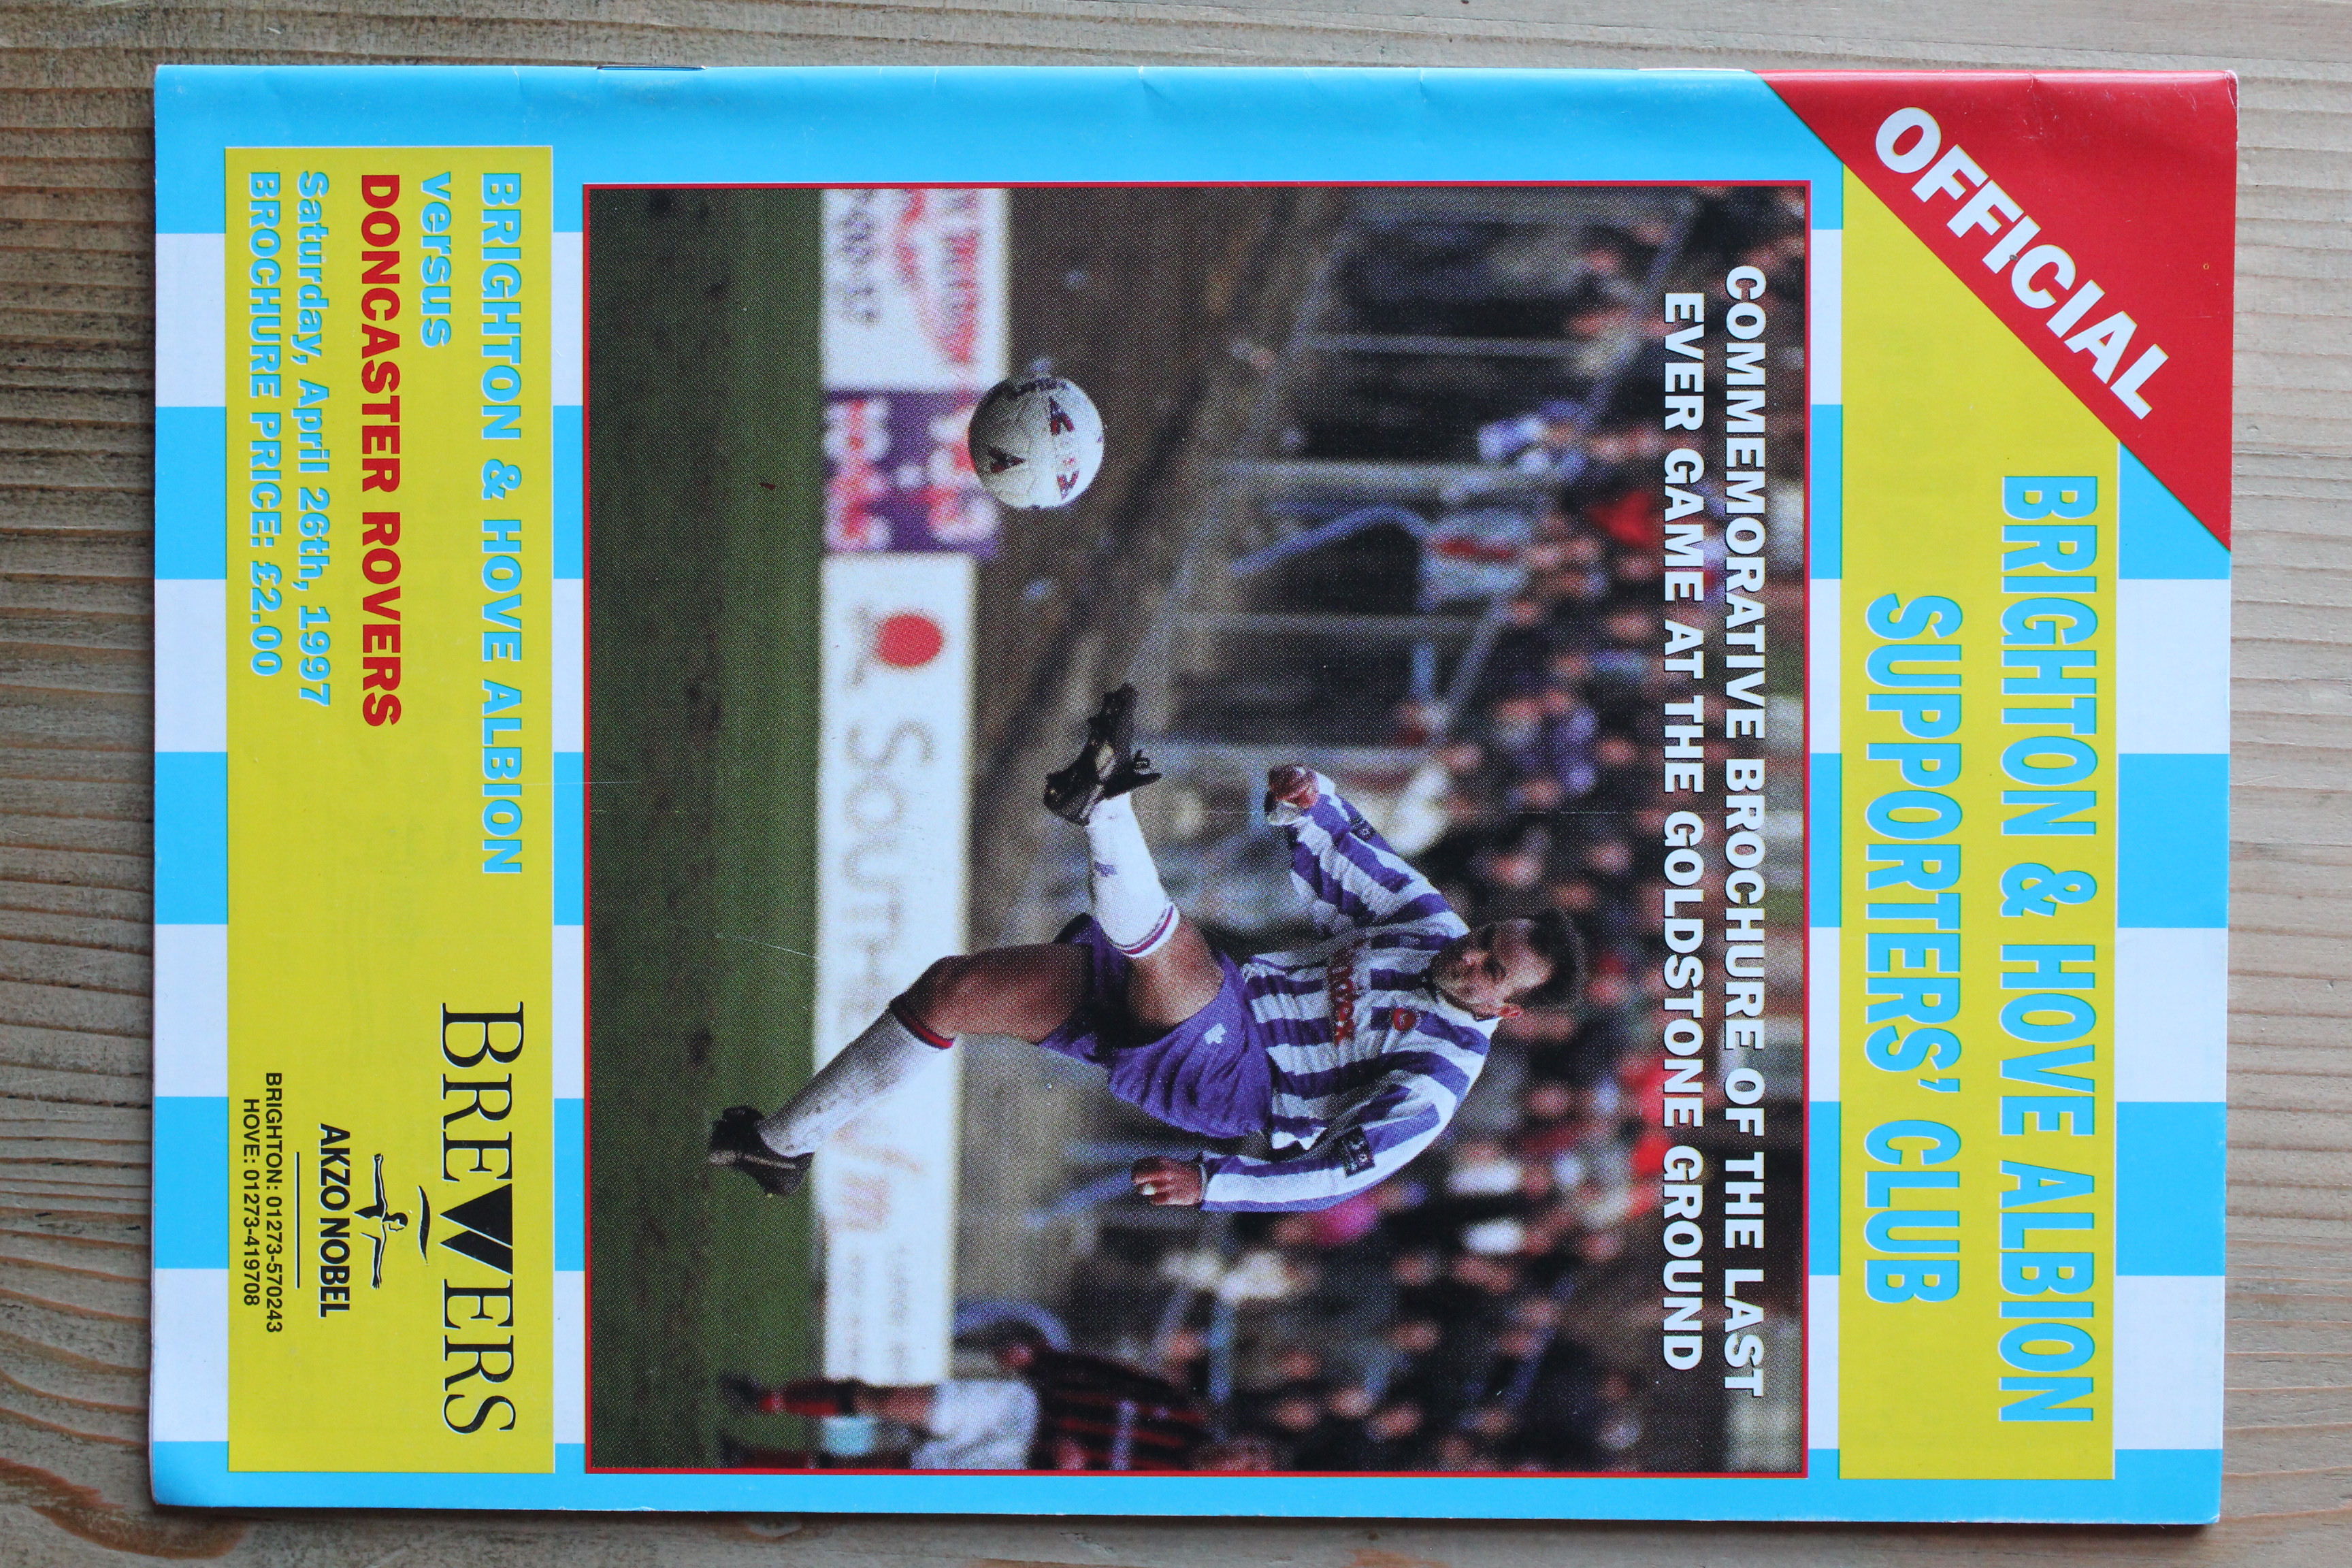 OFFICIAL
BRIGHTON & HOVE ALBION
SUPPORTERS' CLUB
COMMEMORATIVE BROCHURE OF THE LAST
EVER GAME AT THE GOLDSTONE GROUND
BRIGHTON & HOVE ALBION
versus
DONCASTER ROVERS
Saturday, April 26th, 1997
BROCHURE PRICE: £2.00
BREWERS
AKZO NOBEL
BRIGHTON: 01273-570243
HOVE: 01273-419708